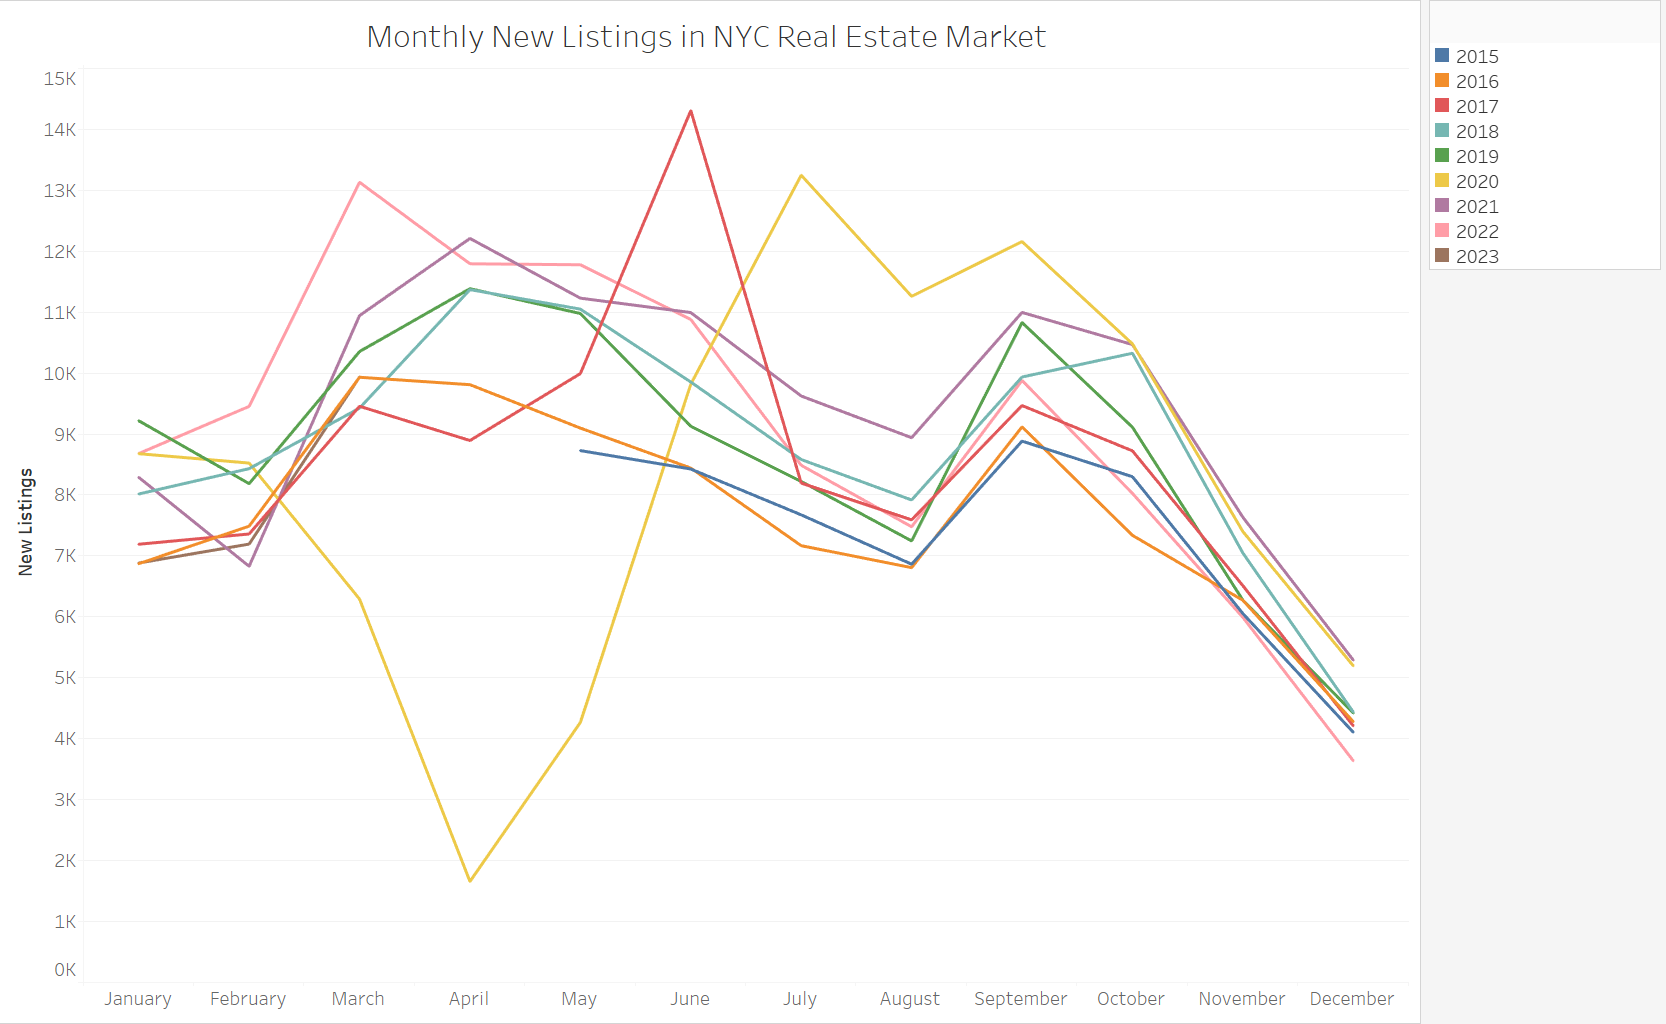 Monthly New Listings in NYC Real Estate Market
15K
14K
13K
12K
11K
10K
9K
8K
7K
6K
5K
4K
3K
2K
1K
0K
New Listings
January February March April May June July August September October November December
2015
2016
2017
2018
2019
2020
2021
2022
2023